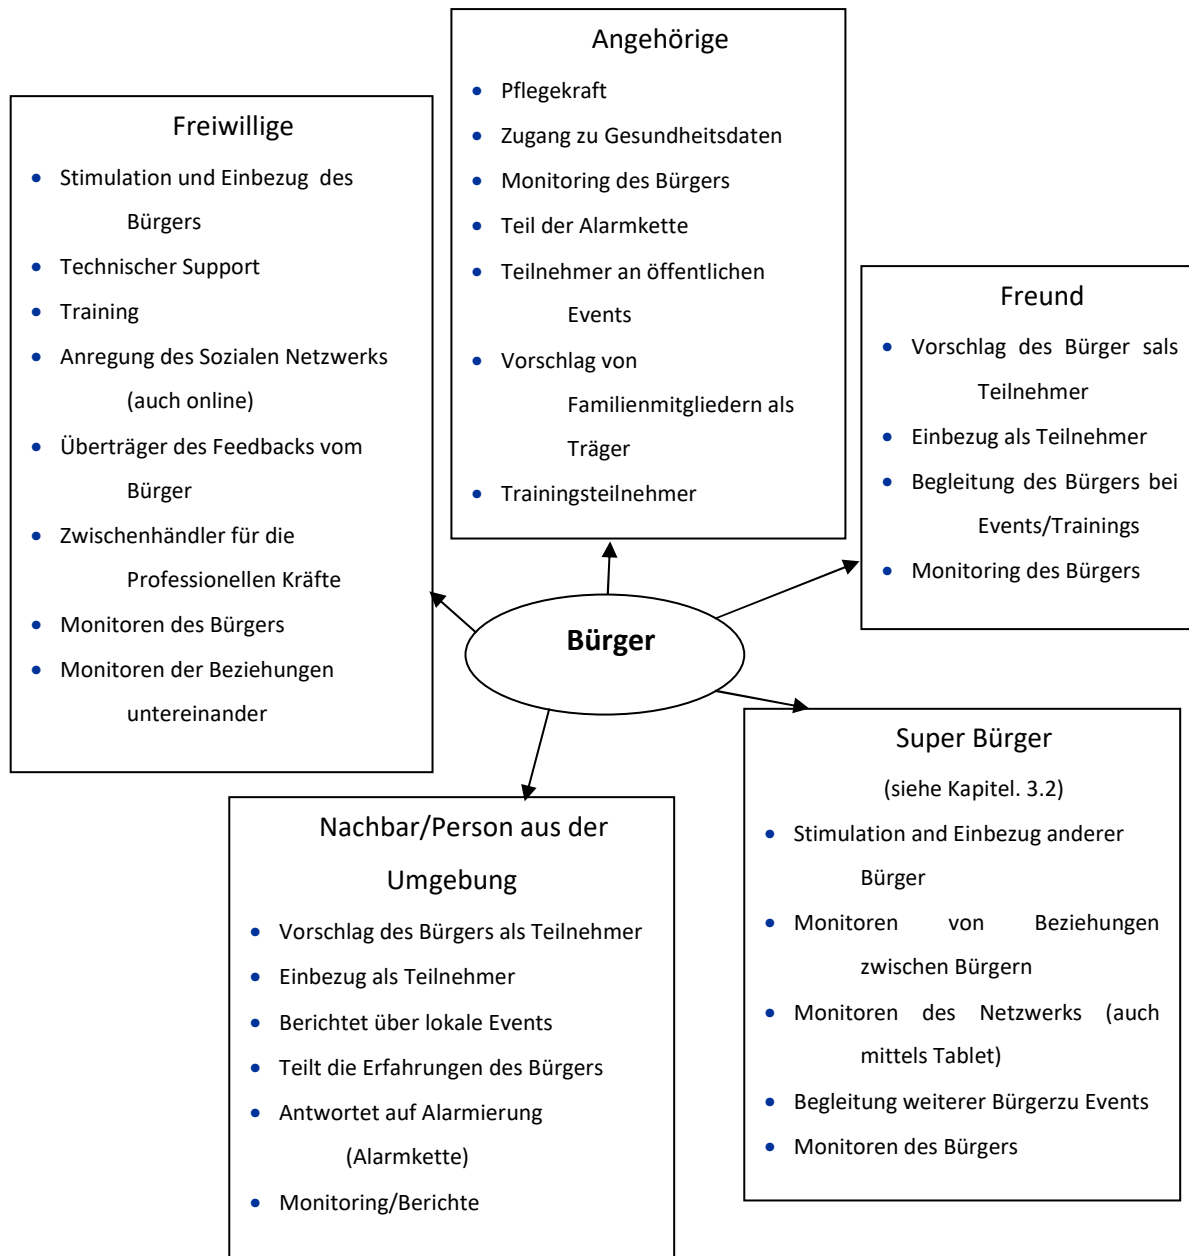 Angehörige
• Pflegekraft
• Zugang zu Gesundheitsdaten
• Monitoring des Bürgers
• Teil der Alarmkette
• Teilnehmer an öffentlichen
Events
• Vorschlag von
Familienmitgliedern als
Träger
• Trainingsteilnehmer
Freiwillige
• Stimulation und Einbezug des
Bürgers
• Technischer Support
• Training
• Anregung des Sozialen Netzwerks
(auch online)
• Überträger des Feedbacks vom
Bürger
• Zwischenhändler für die
Professionellen Kräfte
• Monitoren des Bürgers
• Monitoren der Beziehungen
untereinander
Freund
• Vorschlag des Bürger sals
Teilnehmer
• Einbezug als Teilnehmer
• Begleitung des Bürgers bei
Events/Trainings
• Monitoring des Bürgers
Bürger
Super Bürger
(siehe Kapitel. 3.2)
• Stimulation and Einbezug anderer
Bürger
• Monitoren von Beziehungen
zwischen Bürgern
• Monitoren des Netzwerks (auch
mittels Tablet)
• Begleitung weiterer Bürgerzu Events
• Monitoren des Bürgers
Nachbar/Person aus der
Umgebung
• Vorschlag des Bürgers als Teilnehmer
• Einbezug als Teilnehmer
• Berichtet über lokale Events
• Teilt die Erfahrungen des Bürgers
• Antwortet auf Alarmierung
(Alarmkette)
• Monitoring/Berichte